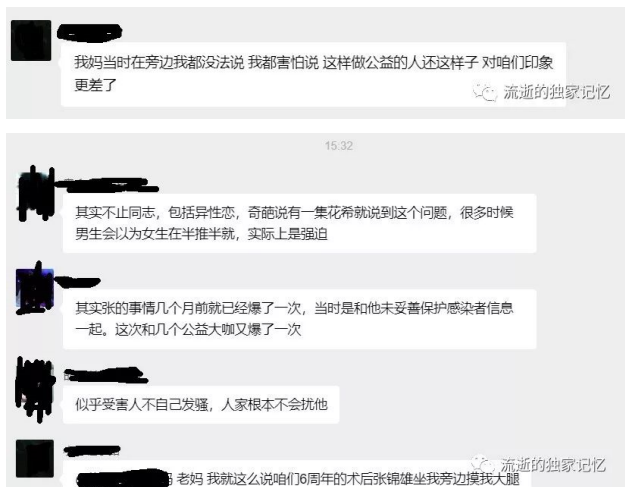 我妈当时在旁边我都没法说 我都害怕说 这样做公益的人还这样子 对咱们印象
更差了
流逝的独家记忆
15:32
其实不止同志，包括异性恋，奇葩说有一集花希就说到这个问题，很多时候
男生会以为女生在半推半就，实际上是强迫
其实张的事情几个月前就已经爆了一次，当时是和他未妥善保护感染者信息
一起。这次和几个公益大咖又爆了一次
似乎受害人不自己发骚，人家根本不会扰他
流逝的独家记忆
老妈 我就这么说咱们6周年的术后张锦雄坐我旁边摸我大腿